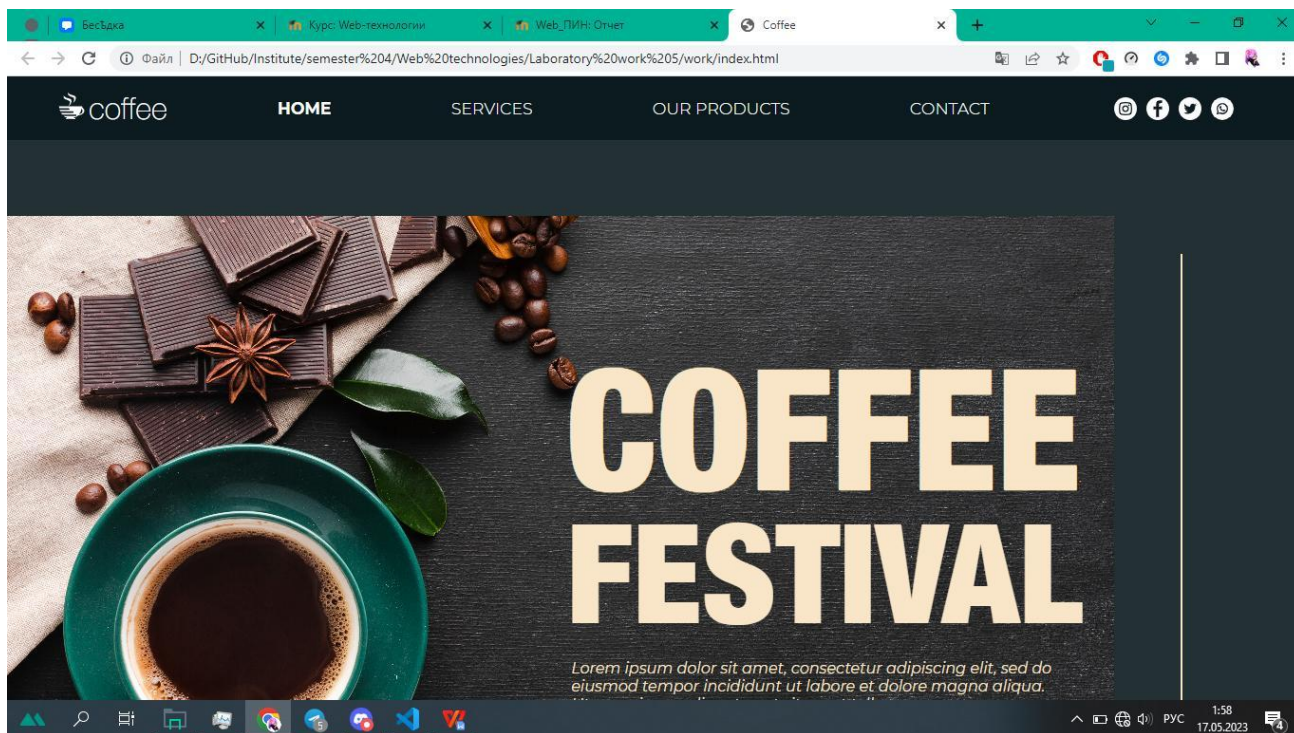 БесЪдка
Курс: Web-технологии
Web_ПИН: Отчет
Coffee
Файл | D:/GitHub/Institute/semester%204/Web%20technologies/Laboratory%20work%205/work/index.html
coffee HOME SERVICES OUR PRODUCTS CONTACT
COFFEE
FESTIVAL
Lorem ipsum dolor sit amet, consectetur adipiscing elit, sed do
eiusmod tempor incididunt ut labore et dolore magna aliqua.
РУС
1:58
17.05.2023
4